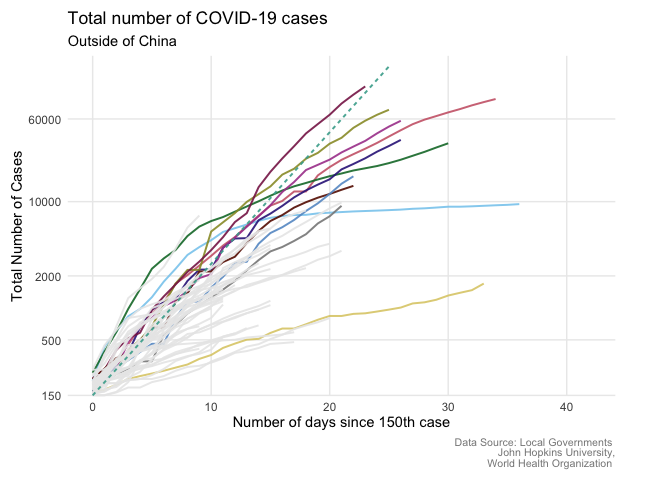 Total number of COVID-19 cases
Outside of China
Total Number of Cases
60000
10000
2000
500
150
0
10
20
30
40
Number of days since 150th case
Data Source: Local Governments
John Hopkins University,
World Health Organization